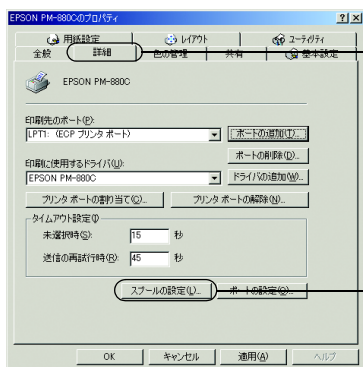 EPSON PM-880Cのプロパティ
用紙設定 レイアウト ユーティリティ
全般 詳細 色の管理 共有 基本設定
EPSON PM-880C
印刷先のポート(P):
LPT1: (ECP プリンタ ポート) ポートの追加(T)...
ポートの削除(D)...
印刷に使用するドライバ(U):
EPSON PM-880C ドライバの追加(W)...
プリンタ ポートの割り当て(C)... プリンタ ポートの解除(N)...
タイムアウト設定
未選択時(S): 15 秒
送信の再試行時(R): 45 秒
スプールの設定(L)... ポートの設定(O)...
OK キャンセル 適用(A) ヘルプ